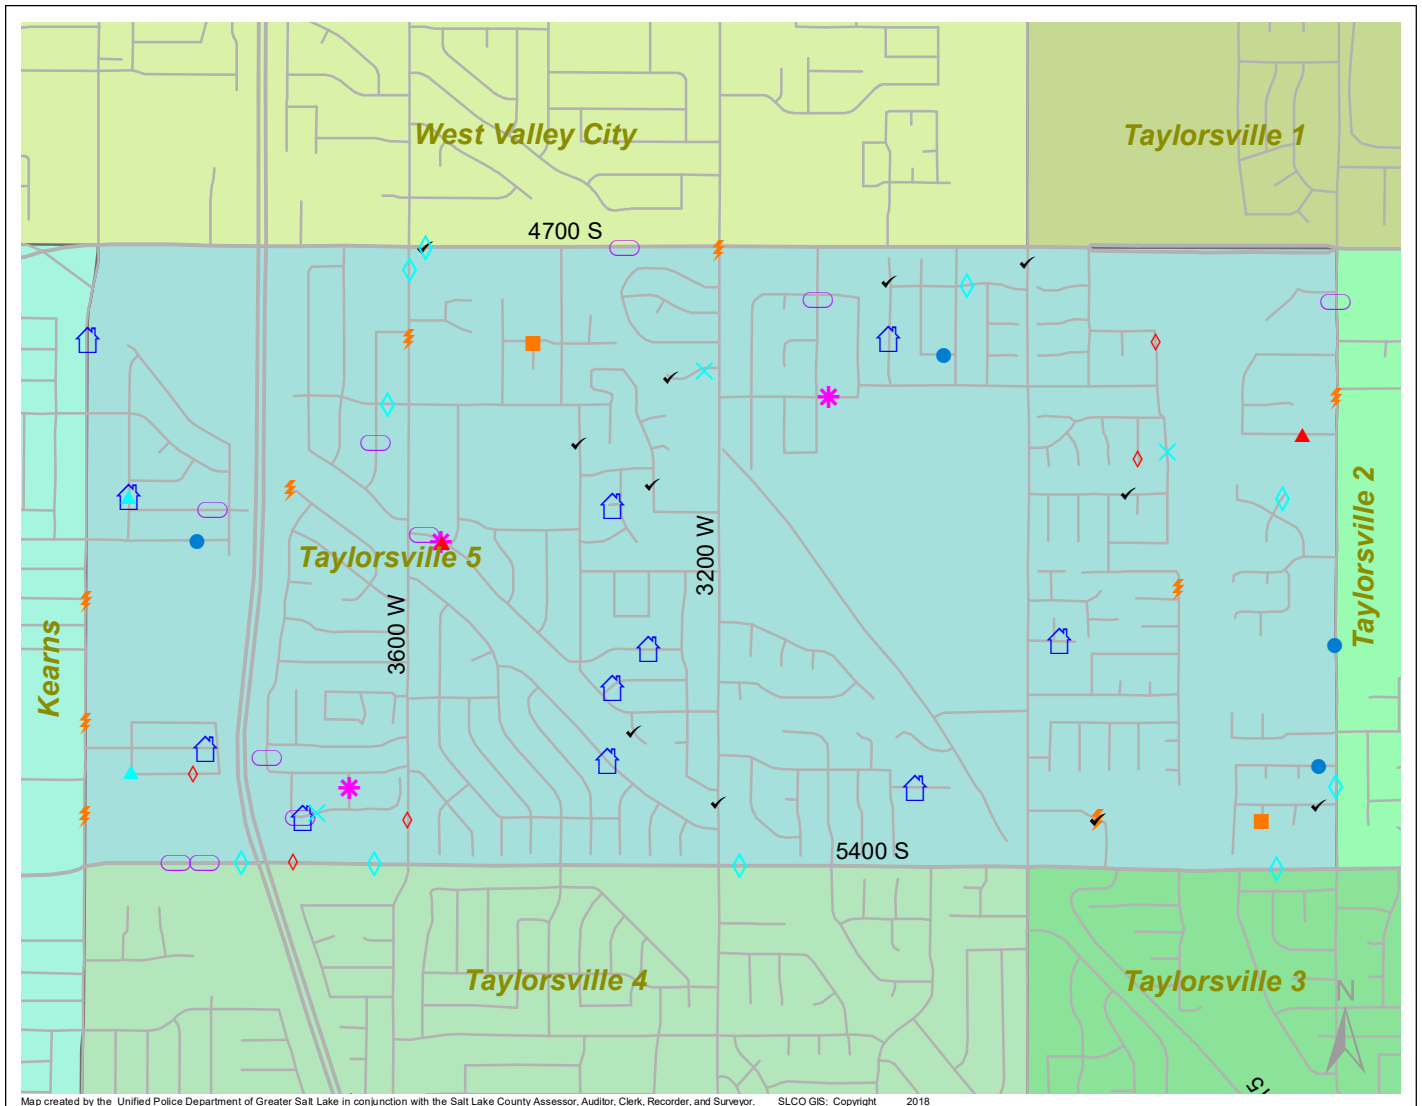 West Valley City
Taylorsville 1
4700 S
Taylorsville 2
3200 W
Taylorsville 5
3600 W
Kearns
5400 S
Taylorsville 4
Taylorsville 3
N
15
Map created by the Unified Police Department of Greater Salt Lake in conjunction with the Salt Lake County Assessor, Auditor, Clerk, Recorder, and Surveyor. SLCO GIS: Copyright 2018